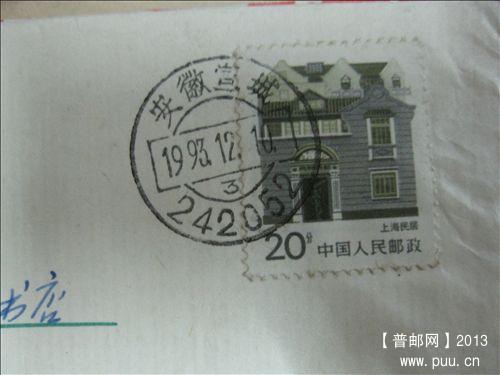 安徽宣城
1993.12.10.
3
242052
上海民居
20分 中国人民邮政
书店
【普邮网】2013
www.puu.cn